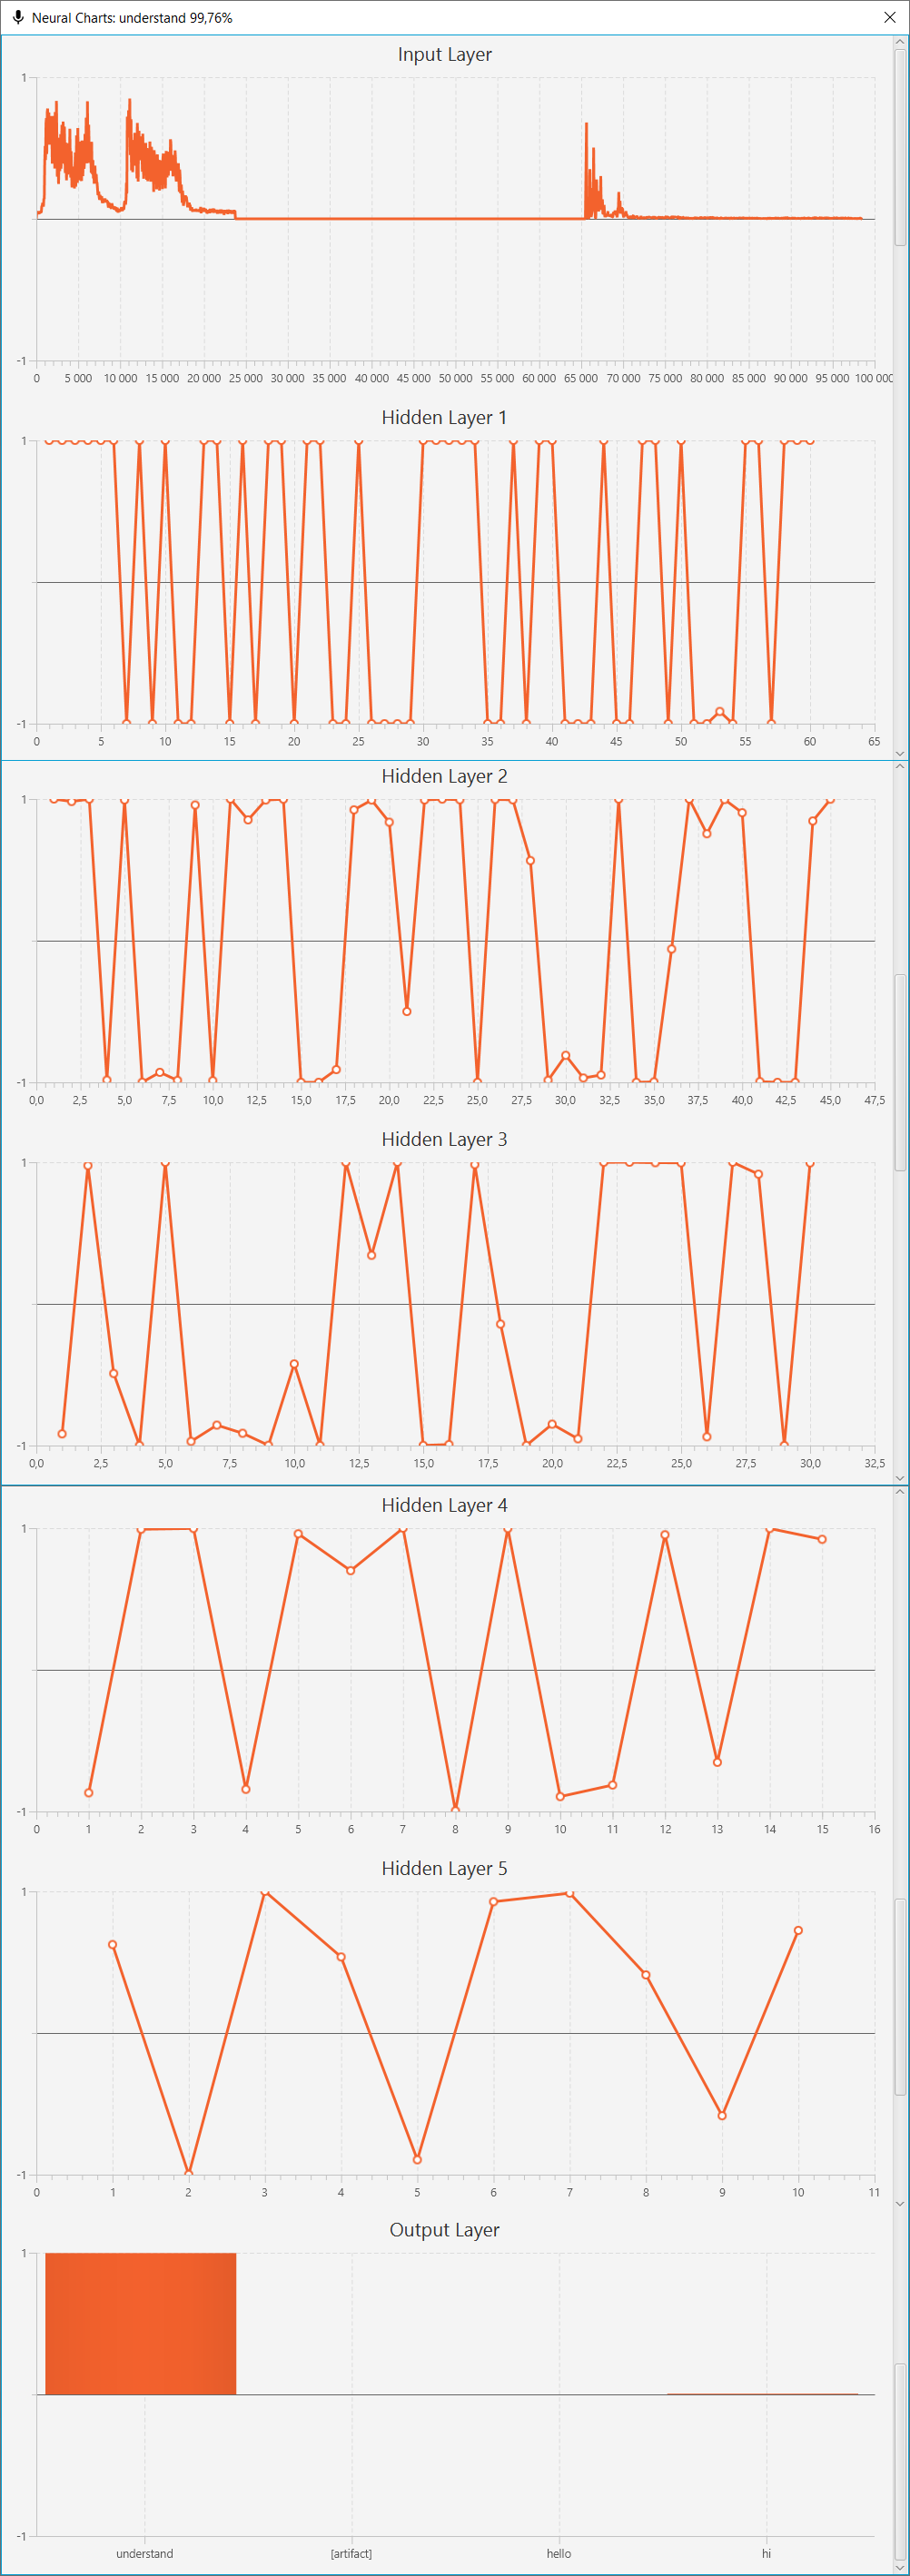 Neural Charts: understand 99,76%
Input Layer
1
-1
0 5 000 10 000 15 000 20 000 25 000 30 000 35 000 40 000 45 000 50 000 55 000 60 000 65 000 70 000 75 000 80 000 85 000 90 000 95 000 100 000
Hidden Layer 1
1
-1
0 5 10 15 20 25 30 35 40 45 50 55 60 65
Hidden Layer 2
1
-1
0,0 2,5 5,0 7,5 10,0 12,5 15,0 17,5 20,0 22,5 25,0 27,5 30,0 32,5 35,0 37,5 40,0 42,5 45,0 47,5
Hidden Layer 3
1
-1
0,0 2,5 5,0 7,5 10,0 12,5 15,0 17,5 20,0 22,5 25,0 27,5 30,0 32,5
Hidden Layer 4
1
-1
0 1 2 3 4 5 6 7 8 9 10 11 12 13 14 15 16
Hidden Layer 5
1
-1
0 1 2 3 4 5 6 7 8 9 10 11
Output Layer
1
-1
understand [artifact] hello hi